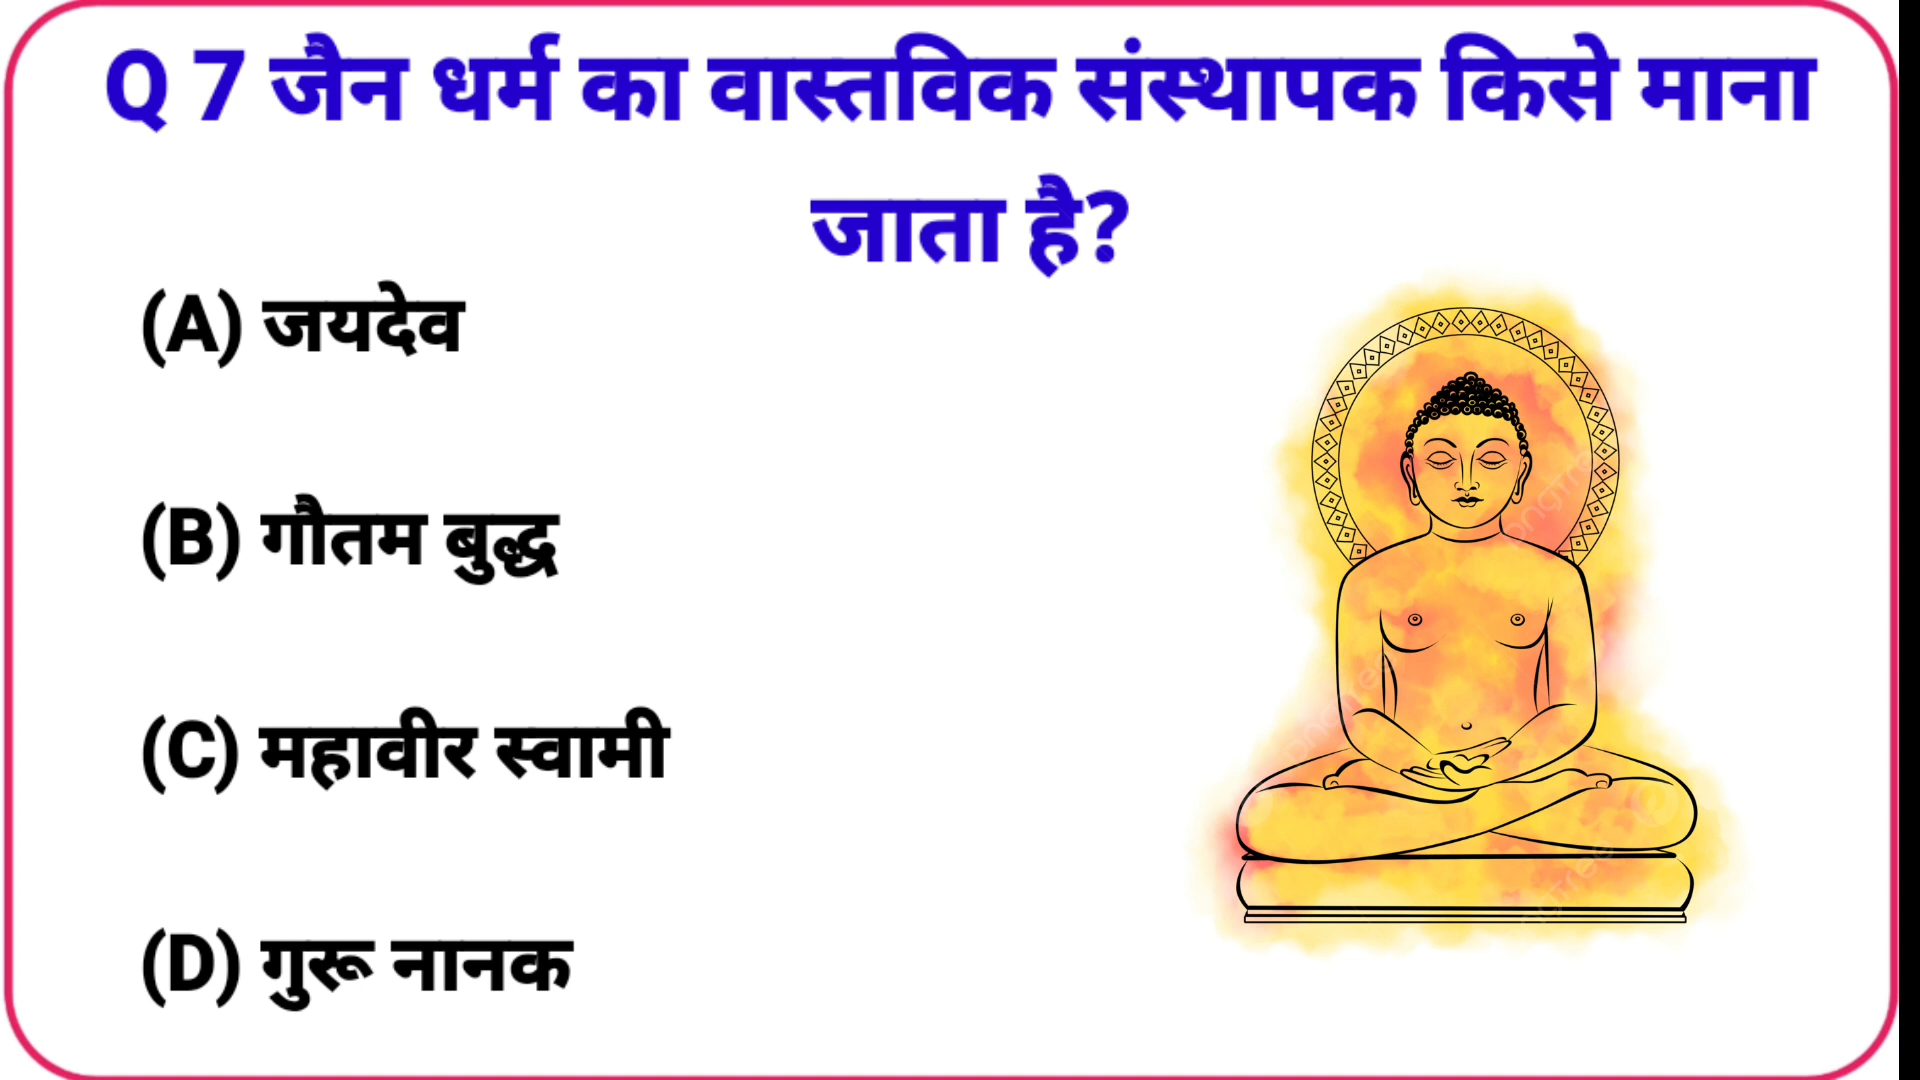 Q 7 जैन धर्म का वास्तविक संस्थापक किसे माना
जाता है?
(A) जयदेव
(B) गौतम बुद्ध
(C) महावीर स्वामी
(D) गुरू नानक